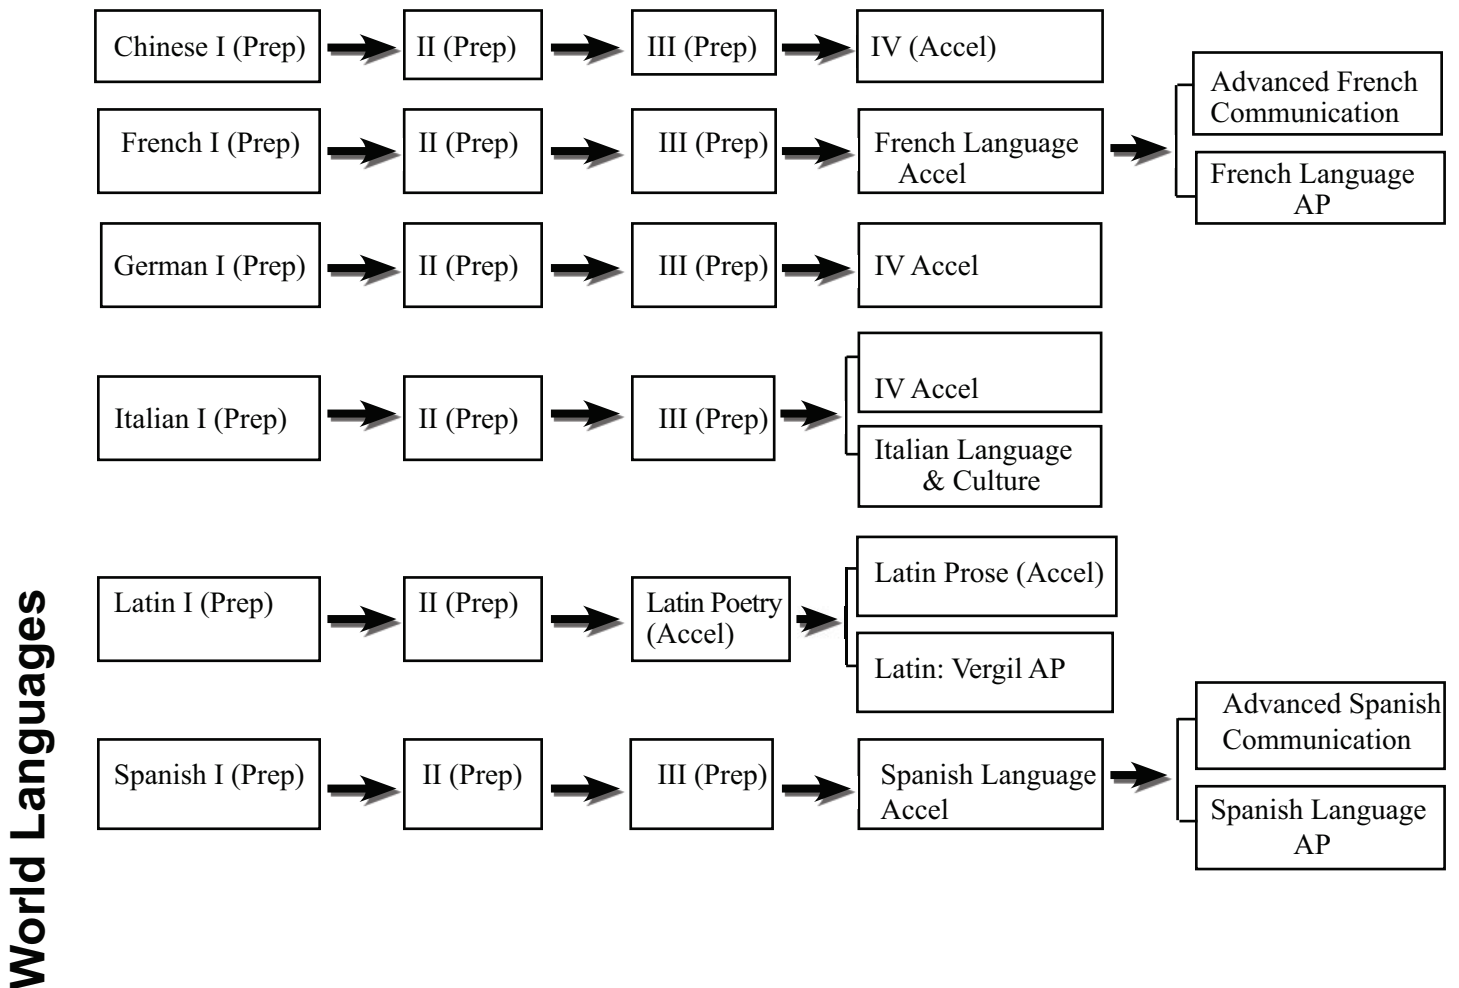 Chinese I (Prep)
II (Prep)
III (Prep)
IV (Accel)
Advanced French
Communication
French I (Prep)
II (Prep)
III (Prep)
French Language
Accel
French Language
AP
German I (Prep)
II (Prep)
III (Prep)
IV Accel
Italian I (Prep)
II (Prep)
III (Prep)
IV Accel
Italian Language
& Culture
Latin I (Prep)
II (Prep)
Latin Poetry
(Accel)
Latin Prose (Accel)
Latin: Vergil AP
Spanish I (Prep)
II (Prep)
III (Prep)
Spanish Language
Accel
Advanced Spanish
Communication
Spanish Language
AP
World Languages